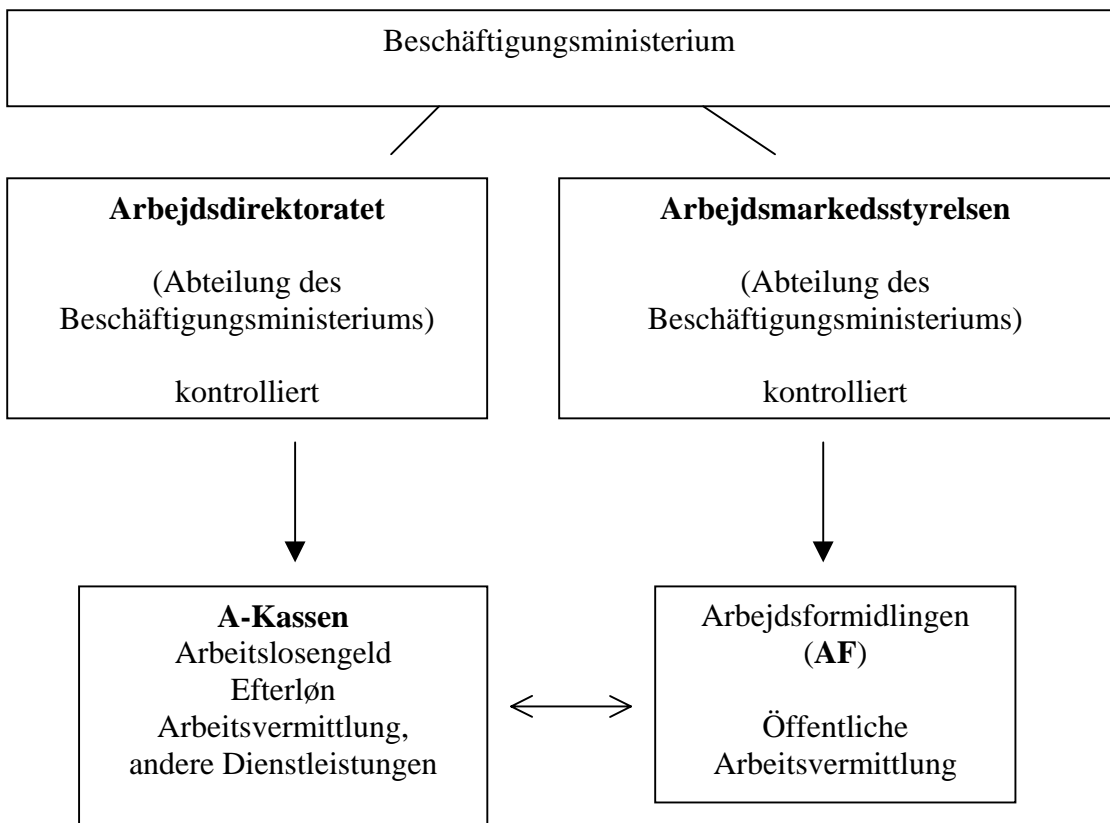 Beschäftigungsministerium
Arbejdsdirektoratet
(Abteilung des
Beschäftigungsministeriums)
kontrolliert
Arbejdsmarkedsstyrelsen
(Abteilung des
Beschäftigungsministeriums)
kontrolliert
A-Kassen
Arbeitslosengeld
Efterløn
Arbeitsvermittlung,
andere Dienstleistungen
Arbejdsformidlingen
(AF)
Öffentliche
Arbeitsvermittlung